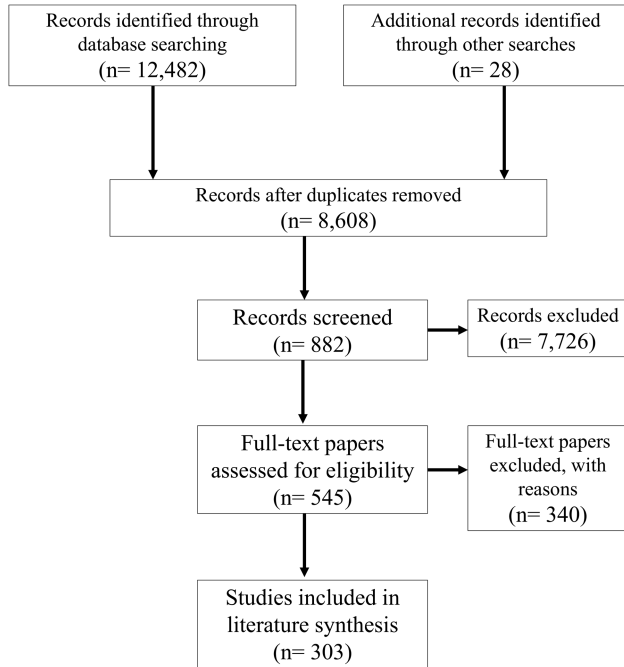 Records identified through
database searching
(n= 12,482)
Additional records identified
through other searches
(n= 28)
Records after duplicates removed
(n= 8,608)
Records screened
(n= 882)
Records excluded
(n= 7,726)
Full-text papers
assessed for eligibility
(n= 545)
Full-text papers
excluded, with
reasons
(n= 340)
Studies included in
literature synthesis
(n= 303)